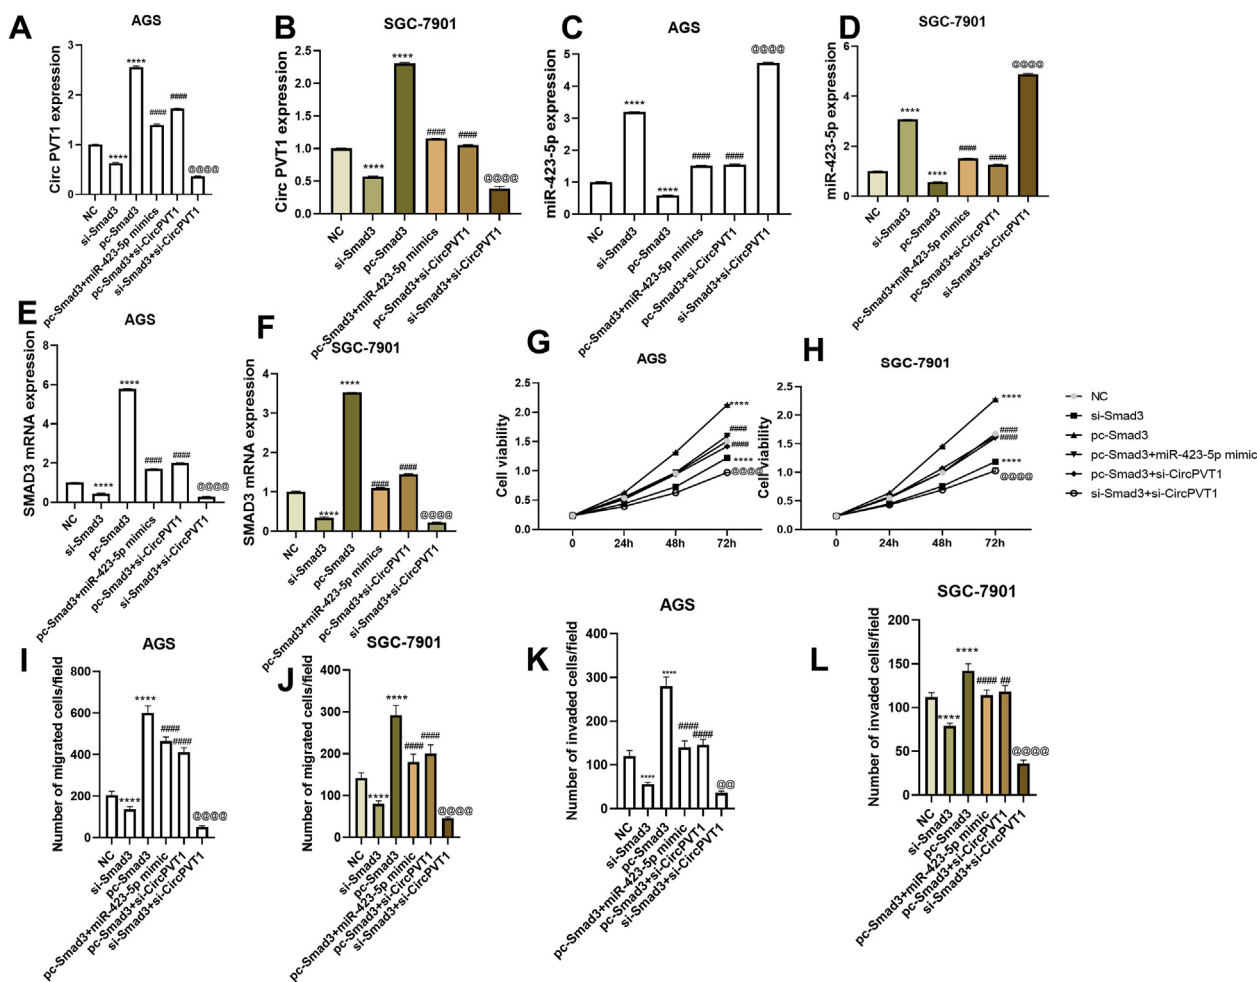 A
AGS
Circ PVT1 expression
3
2
1
0
****
****
####
####
@@@@
NC
si-Smad3
pc-Smad3
pc-Smad3+miR-423-5p mimics
pc-Smad3+si-CircPVT1
si-Smad3+si-CircPVT1
B
SGC-7901
Circ PVT1 expression
2.5
2.0
1.5
1.0
0.5
0.0
****
****
####
####
@@@@
NC
si-Smad3
pc-Smad3
pc-Smad3+miR-423-5p mimics
pc-Smad3+si-CircPVT1
si-Smad3+si-CircPVT1
C
AGS
miR-423-5p expression
5
4
3
2
1
0
****
****
####
####
@@@@
NC
si-Smad3
pc-Smad3
pc-Smad3+miR-423-5p mimics
pc-Smad3+si-CircPVT1
si-Smad3+si-CircPVT1
D
SGC-7901
miR-423-5p expression
6
4
2
0
****
****
####
####
@@@@
NC
si-Smad3
pc-Smad3
pc-Smad3+miR-423-5p mimics
pc-Smad3+si-CircPVT1
si-Smad3+si-CircPVT1
E
AGS
SMAD3 mRNA expression
8
6
4
2
0
****
****
####
####
@@@@
NC
si-Smad3
pc-Smad3
pc-Smad3+miR-423-5p mimics
pc-Smad3+si-CircPVT1
si-Smad3+si-CircPVT1
F
SGC-7901
SMAD3 mRNA expression
4
3
2
1
0
****
****
####
####
@@@@
NC
si-Smad3
pc-Smad3
pc-Smad3+miR-423-5p mimics
pc-Smad3+si-CircPVT1
si-Smad3+si-CircPVT1
G
AGS
Cell viability
2.5
2.0
1.5
1.0
0.5
0.0
0
24h
48h
72h
****
####
####
****
@@@@
H
SGC-7901
Cell viability
2.5
2.0
1.5
1.0
0.5
0.0
0
24h
48h
72h
****
####
####
****
@@@@
NC
si-Smad3
pc-Smad3
pc-Smad3+miR-423-5p mimic
pc-Smad3+si-CircPVT1
si-Smad3+si-CircPVT1
I
AGS
Number of migrated cells/field
800
600
400
200
0
****
****
####
####
@@@@
NC
si-Smad3
pc-Smad3
pc-Smad3+miR-423-5p mimic
pc-Smad3+si-CircPVT1
si-Smad3+si-CircPVT1
J
SGC-7901
Number of migrated cells/field
400
300
200
100
0
****
****
####
####
@@@@
NC
si-Smad3
pc-Smad3
pc-Smad3+miR-423-5p mimic
pc-Smad3+si-CircPVT1
si-Smad3+si-CircPVT1
K
AGS
Number of invaded cells/field
400
300
200
100
0
****
****
####
####
@@
NC
si-Smad3
pc-Smad3
pc-Smad3+miR-423-5p mimic
pc-Smad3+si-CircPVT1
si-Smad3+si-CircPVT1
L
SGC-7901
Number of invaded cells/field
200
150
100
50
0
****
****
####
##
@@@@
NC
si-Smad3
pc-Smad3
pc-Smad3+miR-423-5p mimic
pc-Smad3+si-CircPVT1
si-Smad3+si-CircPVT1